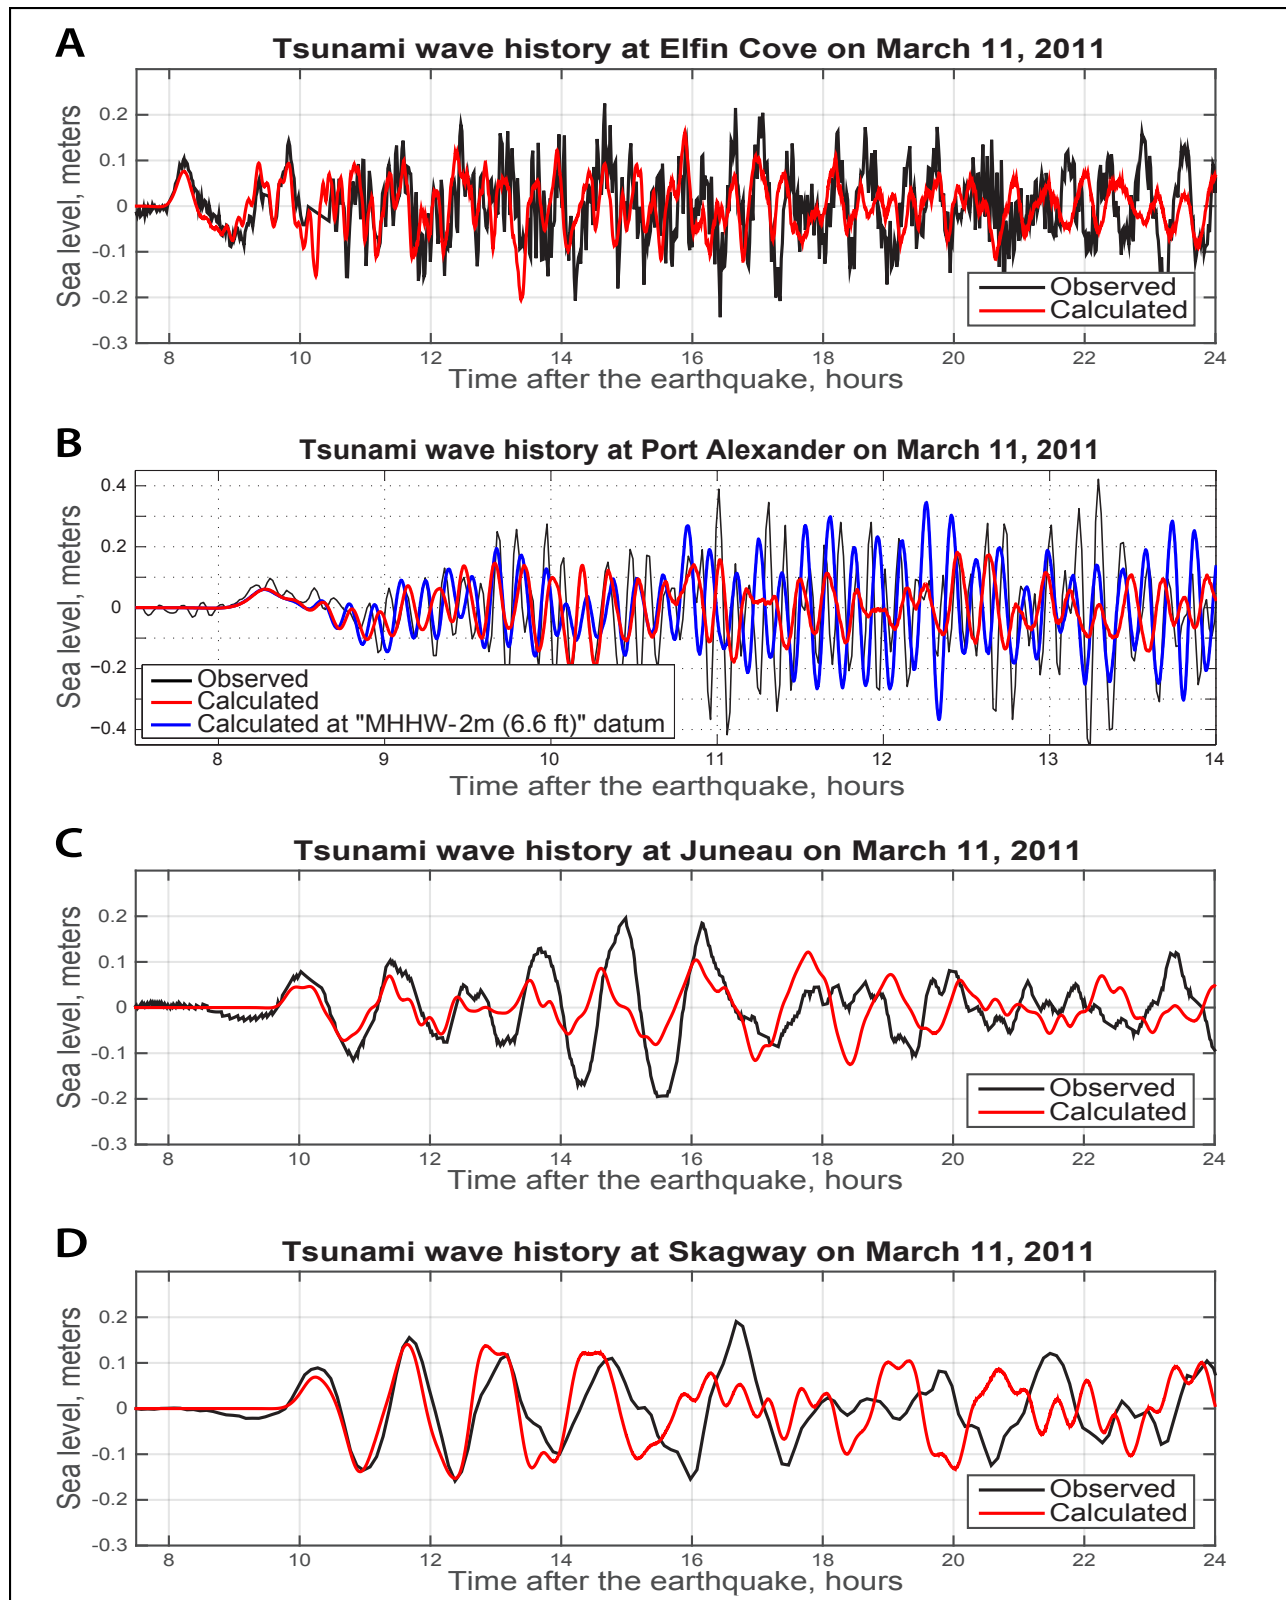 A
Tsunami wave history at Elfin Cove on March 11, 2011
Sea level, meters
0.2
0.1
0
-0.1
-0.2
-0.3
Observed
Calculated
8 10 12 14 16 18 20 22 24
Time after the earthquake, hours
B
Tsunami wave history at Port Alexander on March 11, 2011
Sea level, meters
0.4
0.2
0
−0.2
−0.4
Observed
Calculated
Calculated at "MHHW-2m (6.6 ft)" datum
8 9 10 11 12 13 14
Time after the earthquake, hours
C
Tsunami wave history at Juneau on March 11, 2011
Sea level, meters
0.2
0.1
0
-0.1
-0.2
-0.3
Observed
Calculated
8 10 12 14 16 18 20 22 24
Time after the earthquake, hours
D
Tsunami wave history at Skagway on March 11, 2011
Sea level, meters
0.2
0.1
0
-0.1
-0.2
-0.3
Observed
Calculated
8 10 12 14 16 18 20 22 24
Time after the earthquake, hours